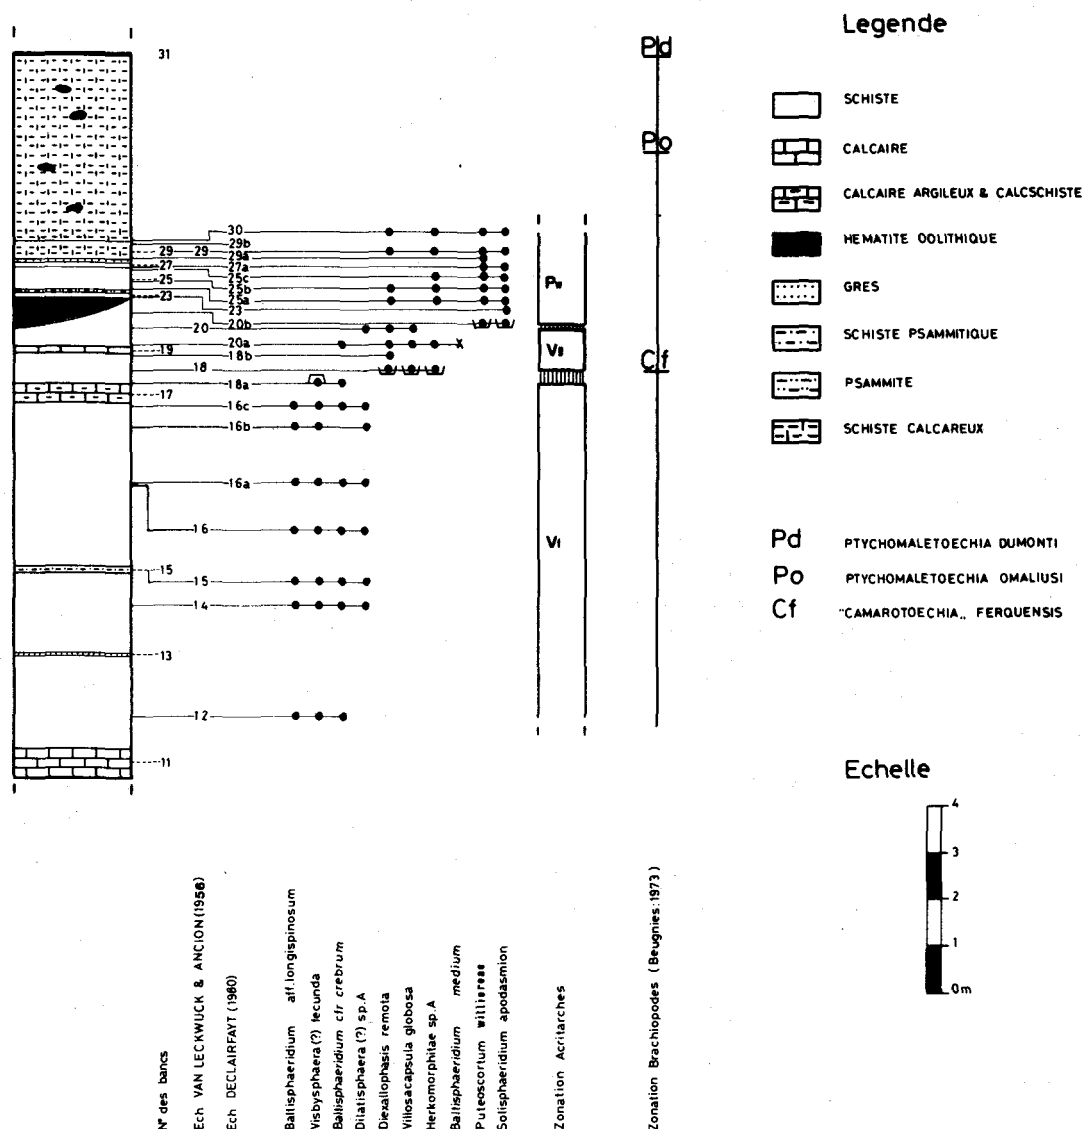 Legende
SCHISTE
CALCAIRE
CALCAIRE ARGILEUX & CALCSCHISTE
HEMATITE OOLITHIQUE
GRES
SCHISTE PSAMMITIQUE
PSAMMITE
SCHISTE CALCAREUX
Pd PTYCHOMALETOECHIA DUMONTI
Po PTYCHOMALETOECHIA OMALIUSI
Cf "CAMAROTOECHIA„ FERQUENSIS
Echelle
4
3
2
1
0m
31
30
29b
29 29
29a
27 27a
25c
25
25b
25a
23 23
20b
20
20a x
19
18b
18
18a
17
16c
16b
16a
16
15
15
14
13
12
11
Pd
Po
Cf
VI
N° des bancs
Ech VAN LECKWIJCK & ANCION (1956)
Ech DECLAIRFAYT (1960)
Baltisphaeridium aff. longispinosum
Visbysphaera (?) fecunda
Baltisphaeridium cfr crebrum
Dilatisphaera (?) sp.A
Diexallophasis remota
Villosacapsula globosa
Herkomorphitae sp.A
Baltisphaeridium medium
Puteoscortum williereae
Solisphaeridium apodasmion
Zonation Acritarches
Zonation Brachiopodes (Beugnies: 1973)